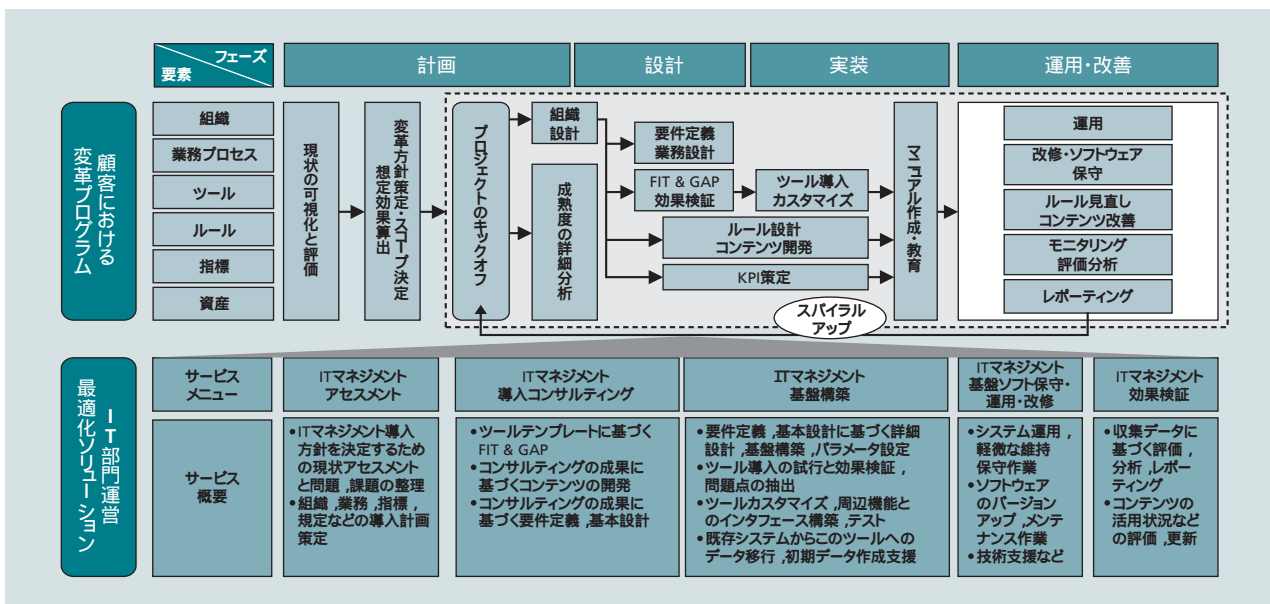 フェーズ
要素
計画
設計
実装
運用・改善
顧客における
変革プログラム
組織
業務プロセス
ツール
ルール
指標
資産
現状の可視化と評価
変革方針策定・スコープ決定
想定効果算出
プロジェクトのキックオフ
組織
設計
成熟度の詳細分析
要件定義
業務設計
FIT & GAP
効果検証
ツール導入
カスタマイズ
ルール設計
コンテンツ開発
KPI策定
マニュアル作成・教育
運用
改修・ソフトウェア
保守
ルール見直し
コンテンツ改善
モニタリング
評価分析
レポーティング
スパイラル
アップ
IT部門運営
最適化ソリューション
サービス
メニュー
ITマネジメント
アセスメント
ITマネジメント
導入コンサルティング
ITマネジメント
基盤構築
ITマネジメント
基盤ソフト保守・
運用・改修
ITマネジメント
効果検証
サービス
概要
•ITマネジメント導入
方針を決定するため
の現状アセスメント
と問題,課題の整理
•組織,業務,指標,
規定などの導入計画
策定
•ツールテンプレートに基づく
FIT & GAP
•コンサルティングの成果に
基づくコンテンツの開発
•コンサルティングの成果に
基づく要件定義,基本設計
•要件定義,基本設計に基づく詳細
設計,基盤構築,パラメータ設定
•ツール導入の試行と効果検証,
問題点の抽出
•ツールカスタマイズ,周辺機能と
のインタフェース構築,テスト
•既存システムからこのツールへの
データ移行,初期データ作成支援
•システム運用,
軽微な維持
保守作業
•ソフトウェア
のバージョン
アップ,メンテ
ナンス作業
•技術支援など
•収集データに
基づく評価,
分析,レポー
ティング
•コンテンツの
活用状況など
の評価,更新